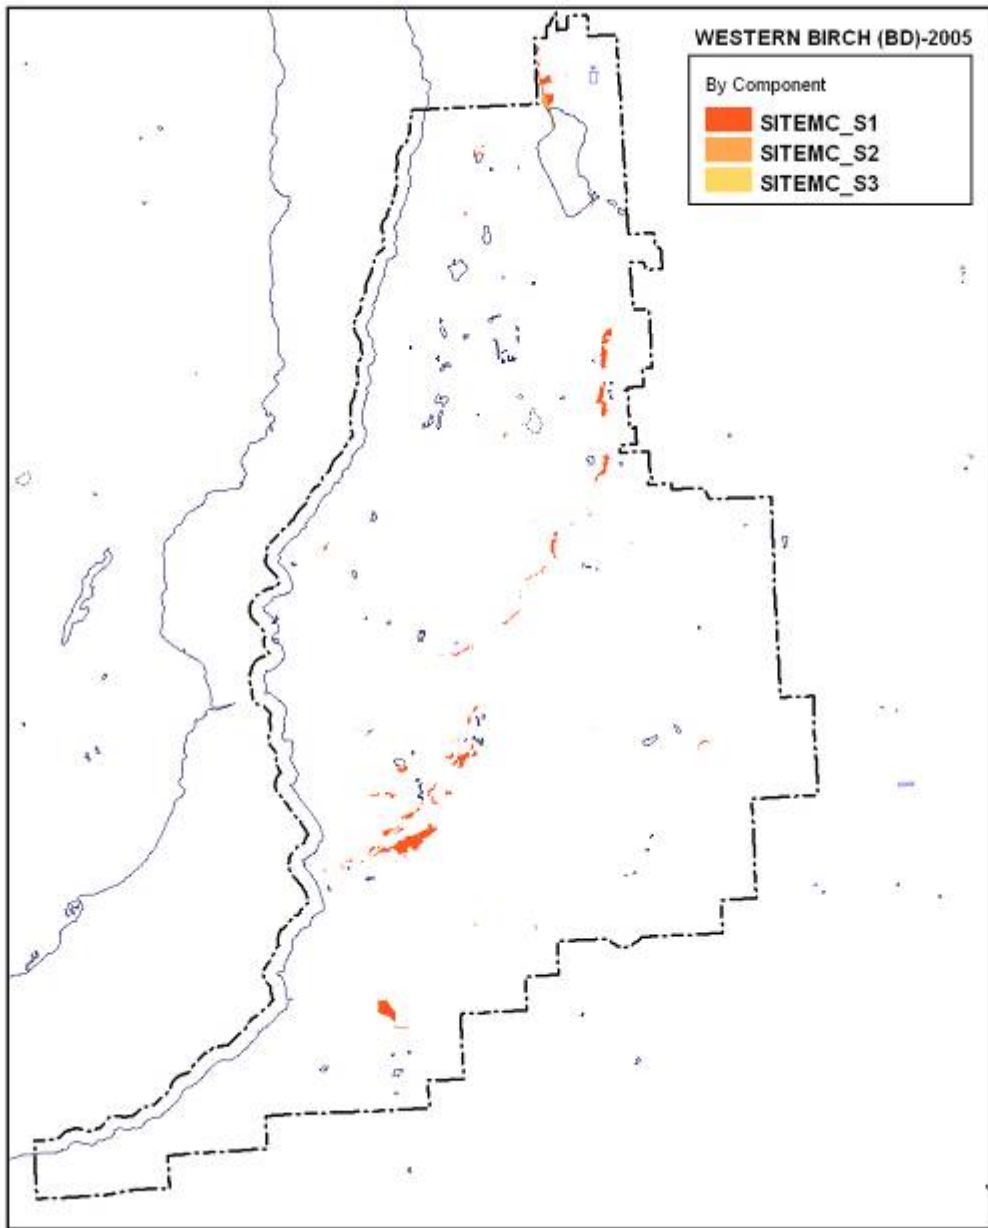 WESTERN BIRCH (BD)-2005
By Component
SITEMC_S1
SITEMC_S2
SITEMC_S3